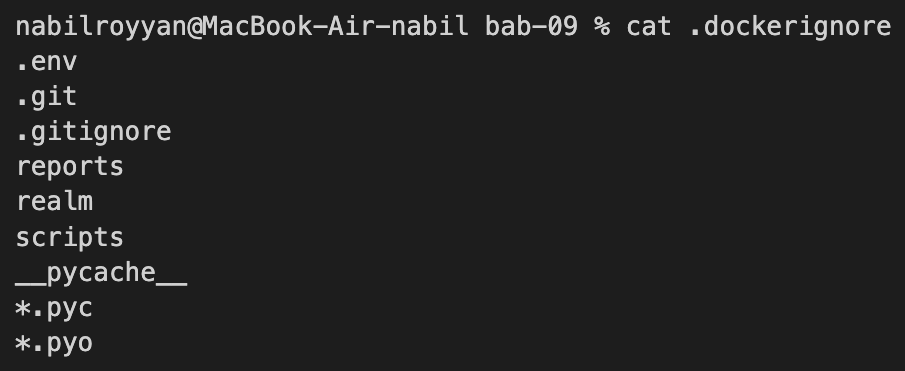 nabilroyyan@MacBook-Air-nabil bab-09 % cat .dockerignore
.env
.git
.gitignore
reports
realm
scripts
__pycache__
*.pyc
*.pyo